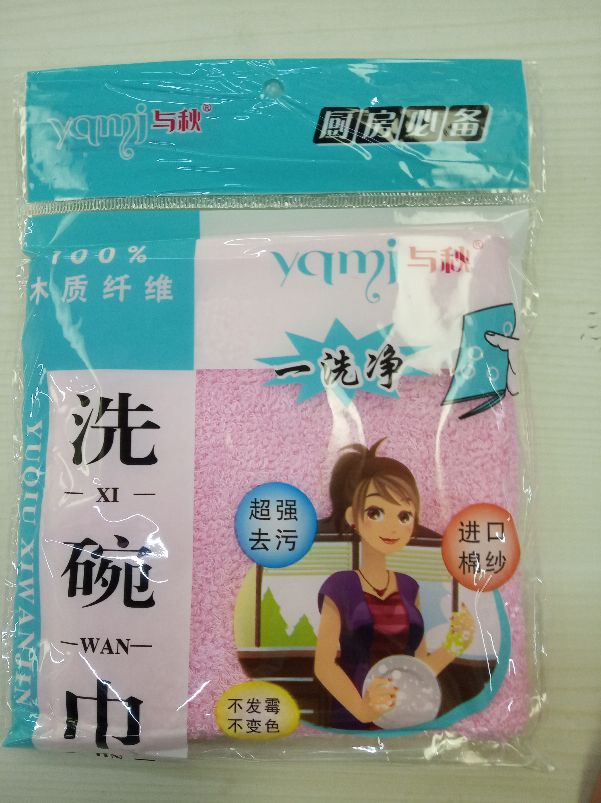 yqmj与秋®
厨房必备
100%
木质纤维
yqmj与秋®
一洗净
洗
XI
碗
WAN
巾
JIN
YUQIU XIWANJIN
超强
去污
进口
棉纱
不发霉
不变色